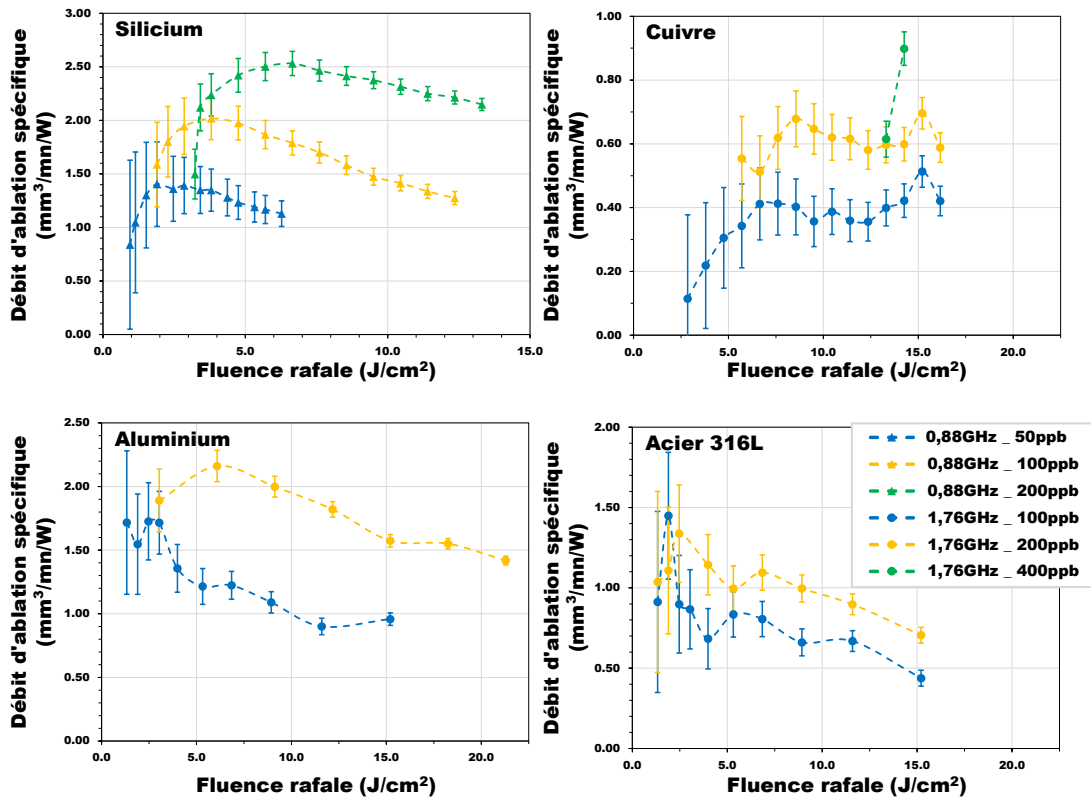 Silicium
Débit d'ablation spécifique
(mm³/mn/W)
3.00
2.50
2.00
1.50
1.00
0.50
0.00
0.0 5.0 10.0 15.0
Fluence rafale (J/cm²)
Cuivre
Débit d'ablation spécifique
(mm³/mn/W)
1.00
0.80
0.60
0.40
0.20
0.00
0.0 5.0 10.0 15.0 20.0
Fluence rafale (J/cm²)
Aluminium
Débit d'ablation spécifique
(mm³/mn/W)
2.50
2.00
1.50
1.00
0.50
0.00
0.0 5.0 10.0 15.0 20.0
Fluence rafale (J/cm²)
Acier 316L
Débit d'ablation spécifique
(mm³/mn/W)
2.00
1.50
1.00
0.50
0.00
0.0 5.0 10.0 15.0 20.0
Fluence rafale (J/cm²)
0,88GHz _ 50ppb
0,88GHz _ 100ppb
0,88GHz _ 200ppb
1,76GHz _ 100ppb
1,76GHz _ 200ppb
1,76GHz _ 400ppb